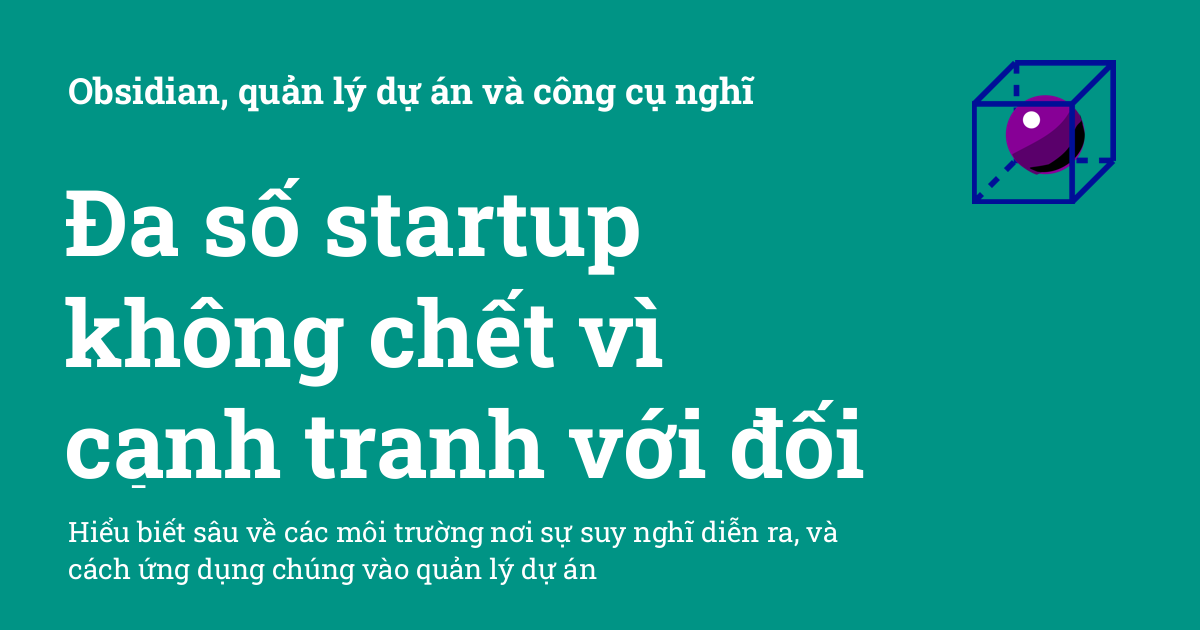 Obsidian, quản lý dự án và công cụ nghĩ
Đa số startup
không chết vì
cạnh tranh với đối
Hiểu biết sâu về các môi trường nơi sự suy nghĩ diễn ra, và
cách ứng dụng chúng vào quản lý dự án